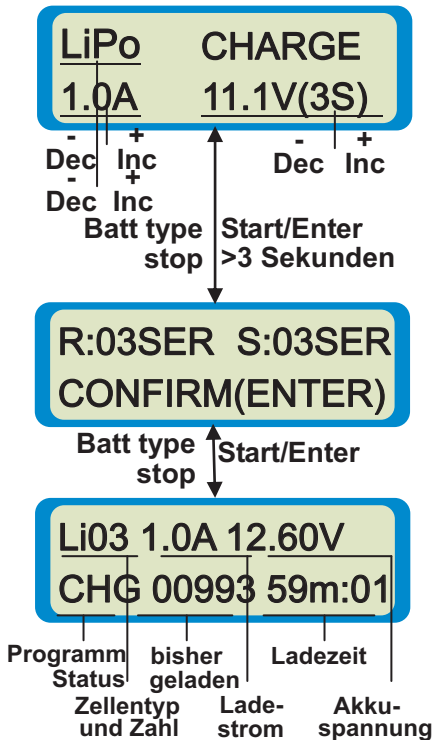 LiPo CHARGE
1.0A 11.1V(3S)
- +
Dec Inc
- +
Dec Inc
- +
Dec Inc
Batt type stop
Start/Enter
>3 Sekunden
R:03SER S:03SER
CONFIRM(ENTER)
Batt type stop
Start/Enter
Li03 1.0A 12.60V
CHG 00993 59m:01
Programm
Status
bisher
geladen
Ladezeit
Zellentyp
und Zahl
Lade-
strom
Akku-
spannung